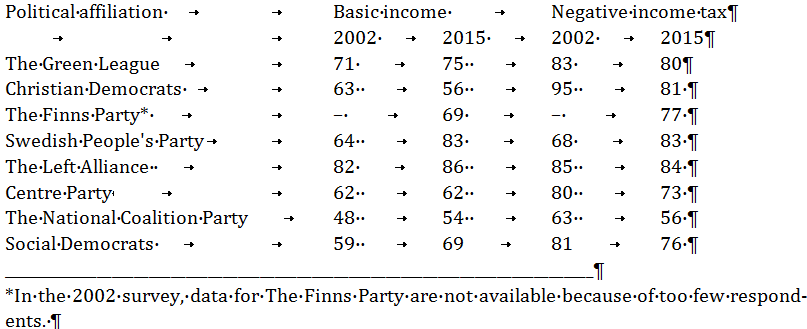 Political affiliation Basic income Negative income tax¶
2002 2015 2002 2015¶
The Green League 71 75 83 80¶
Christian Democrats 63 56 95 81 ¶
The Finns Party* – 69 – 77 ¶
Swedish People's Party 64 83 68 83 ¶
The Left Alliance 82 86 85 84 ¶
Centre Party 62 62 80 73 ¶
The National Coalition Party 48 54 63 56 ¶
Social Democrats 59 69 81 76 ¶
¶
*In the 2002 survey, data for The Finns Party are not available because of too few respond-
ents. ¶